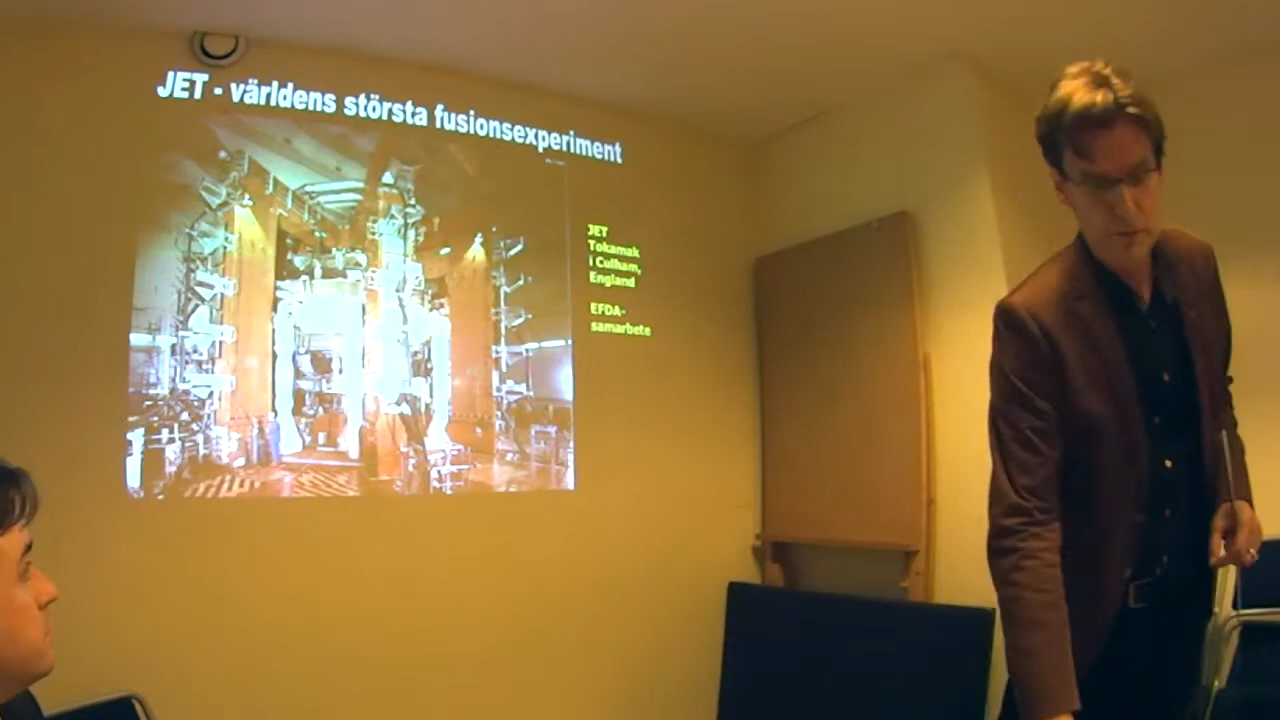 JET - världens största fusionsexperiment
JET
Tokamak
i Culham,
England
EFDA-
samarbete